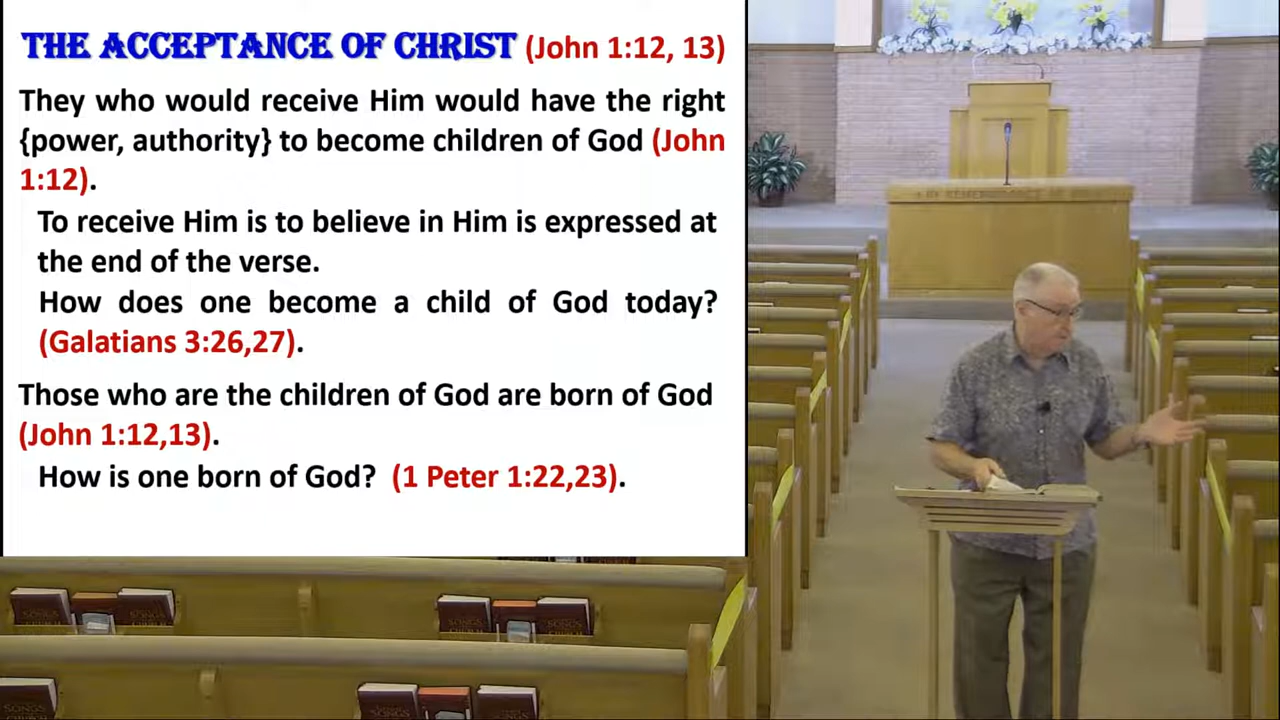 THE ACCEPTANCE OF CHRIST (John 1:12, 13)
They who would receive Him would have the right
{power, authority} to become children of God (John
1:12).
To receive Him is to believe in Him is expressed at
the end of the verse.
How does one become a child of God today?
(Galatians 3:26,27).
Those who are the children of God are born of God
(John 1:12,13).
How is one born of God? (1 Peter 1:22,23).
REMEMBRANCE
SONGS
CHURCH
SONGS